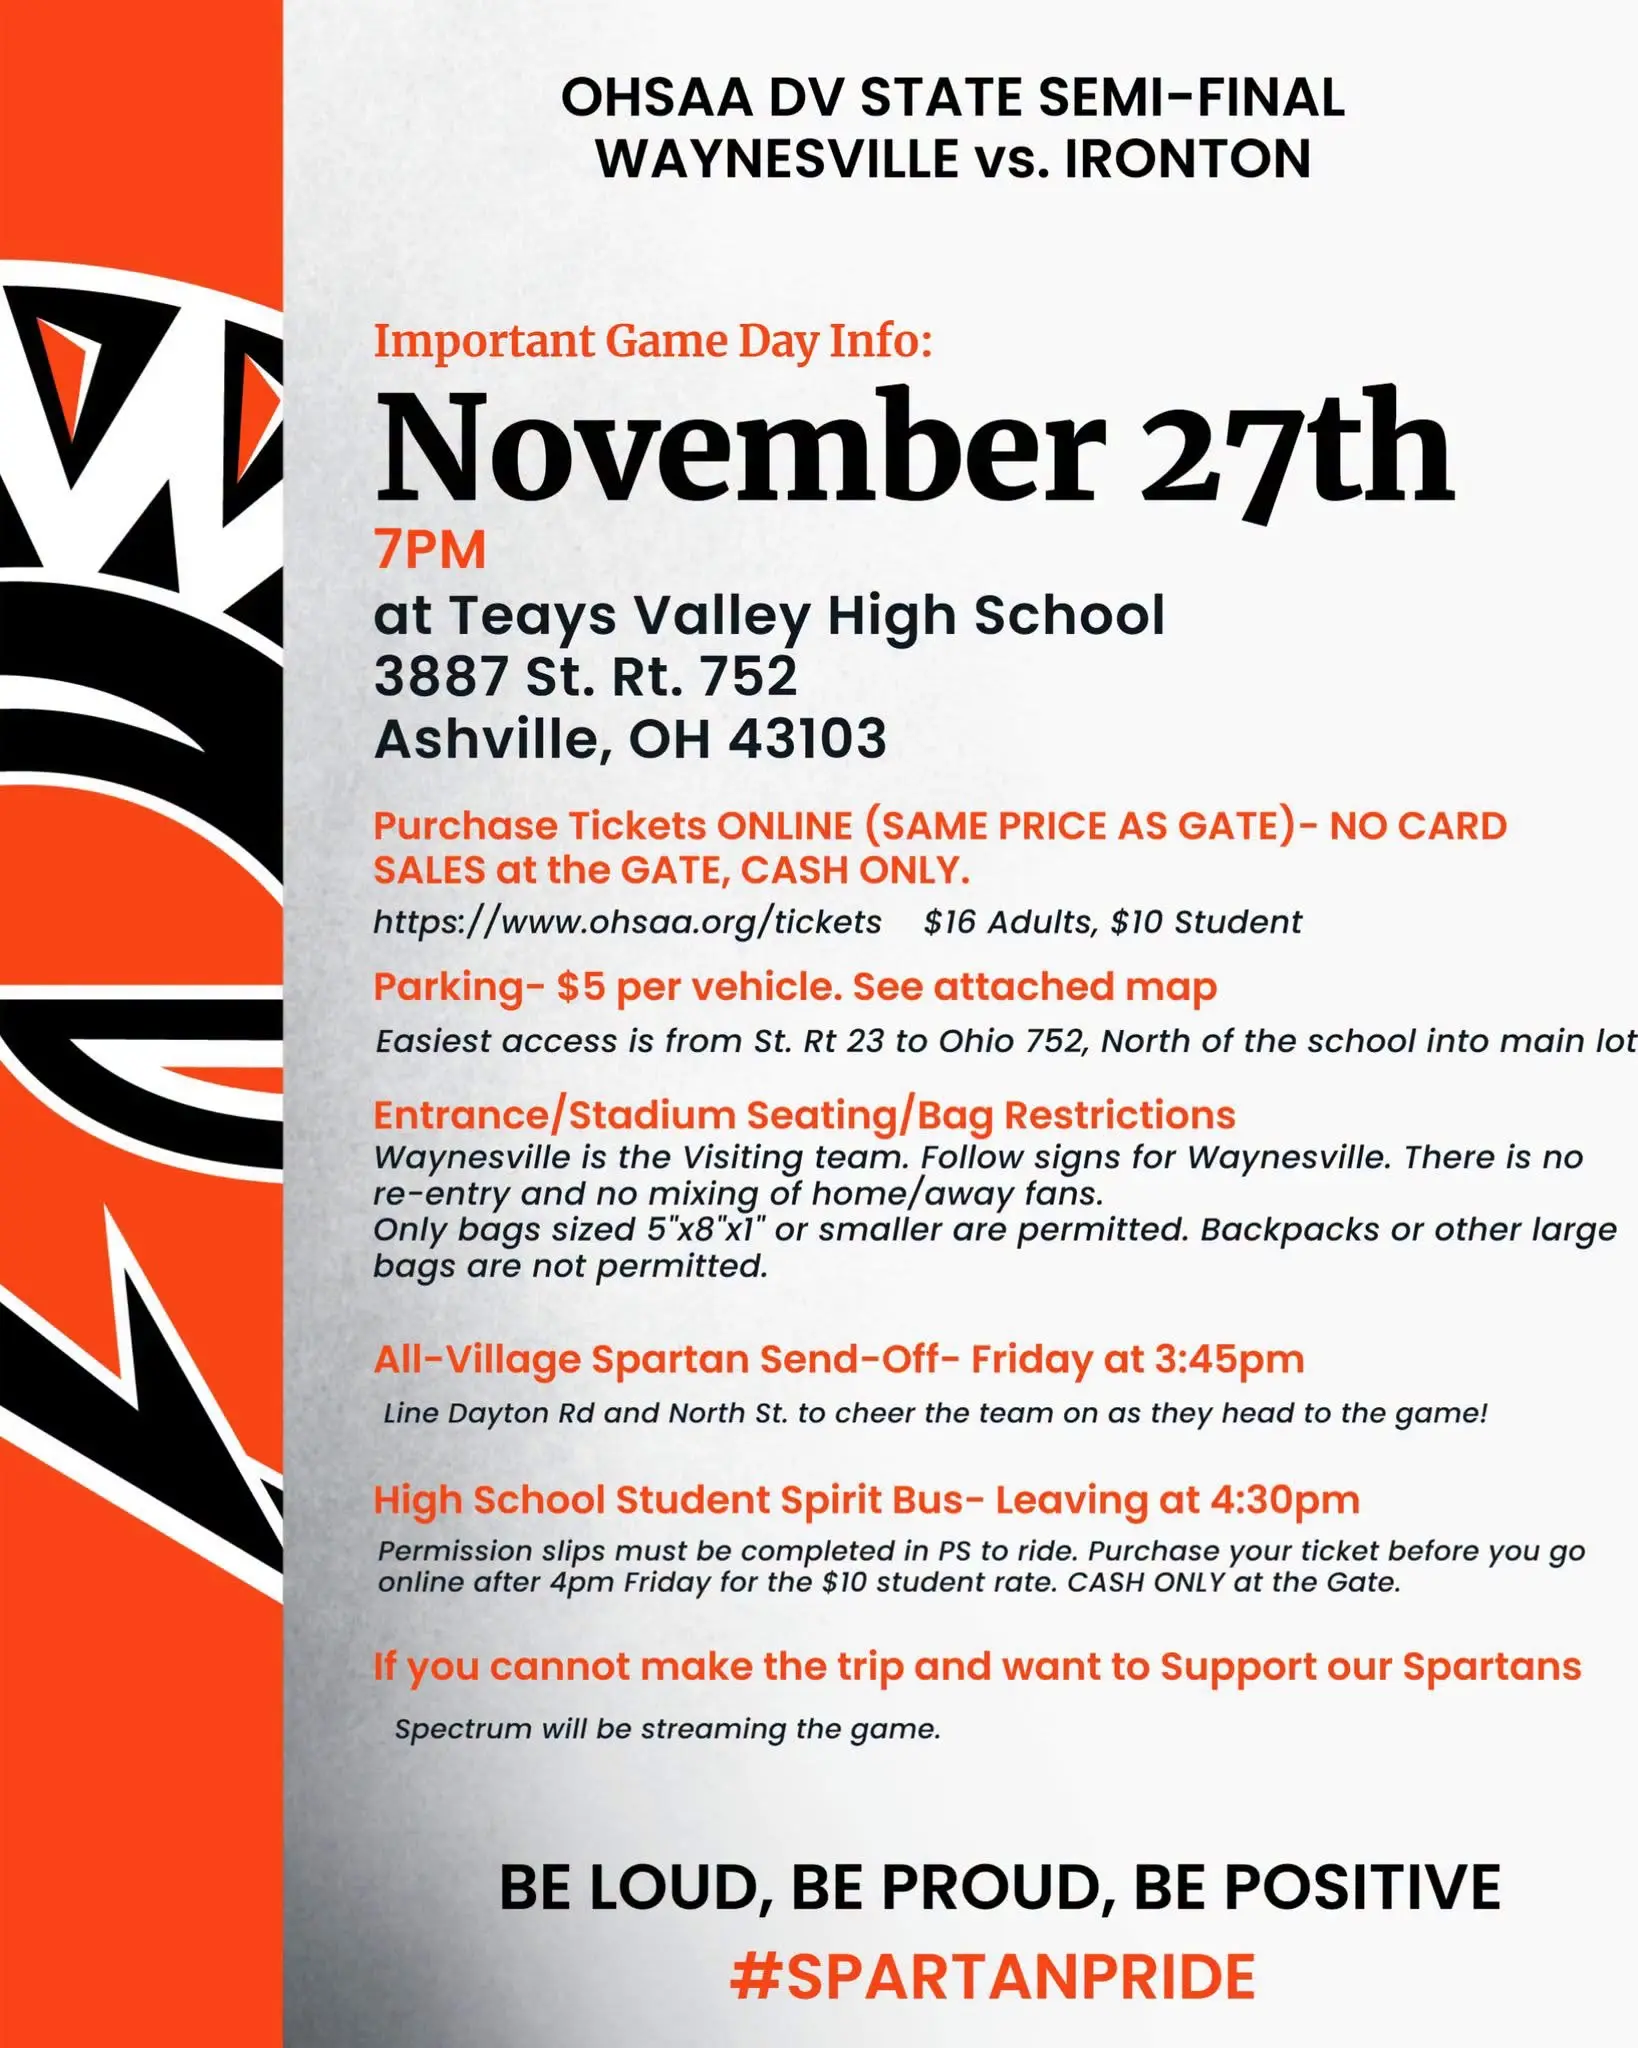 OHSAA DV STATE SEMI-FINAL
WAYNESVILLE vs. IRONTON
Important Game Day Info:
November 27th
7PM
at Teays Valley High School
3887 St. Rt. 752
Ashville, OH 43103
Purchase Tickets ONLINE (SAME PRICE AS GATE)- NO CARD
SALES at the GATE, CASH ONLY.
https://www.ohsaa.org/tickets $16 Adults, $10 Student
Parking- $5 per vehicle. See attached map
Easiest access is from St. Rt 23 to Ohio 752, North of the school into main lot
Entrance/Stadium Seating/Bag Restrictions
Waynesville is the Visiting team. Follow signs for Waynesville. There is no
re-entry and no mixing of home/away fans.
Only bags sized 5"x8"x1" or smaller are permitted. Backpacks or other large
bags are not permitted.
All-Village Spartan Send-Off- Friday at 3:45pm
Line Dayton Rd and North St. to cheer the team on as they head to the game!
High School Student Spirit Bus- Leaving at 4:30pm
Permission slips must be completed in PS to ride. Purchase your ticket before you go
online after 4pm Friday for the $10 student rate. CASH ONLY at the Gate.
If you cannot make the trip and want to Support our Spartans
Spectrum will be streaming the game.
BE LOUD, BE PROUD, BE POSITIVE
#SPARTANPRIDE